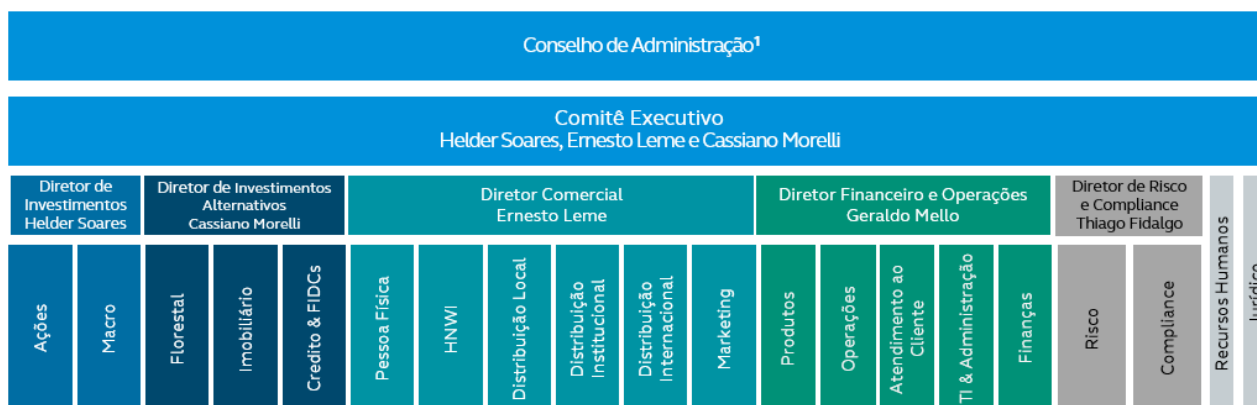 Conselho de Administração¹
Comitê Executivo
Helder Soares, Ernesto Leme e Cassiano Morelli
Diretor de
Investimentos
Helder Soares
Diretor de Investimentos
Alternativos
Cassiano Morelli
Diretor Comercial
Ernesto Leme
Diretor Financeiro e Operações
Geraldo Mello
Diretor de Risco
e Compliance
Thiago Fidalgo
Ações
Macro
Florestal
Imobiliário
Credito & FIDCs
Pessoa Física
HNWI
Distribuição Local
Distribuição
Institucional
Distribuição
Internacional
Marketing
Produtos
Operações
Atendimento ao
Cliente
TI & Administração
Finanças
Risco
Compliance
Recursos Humanos
Jurídico